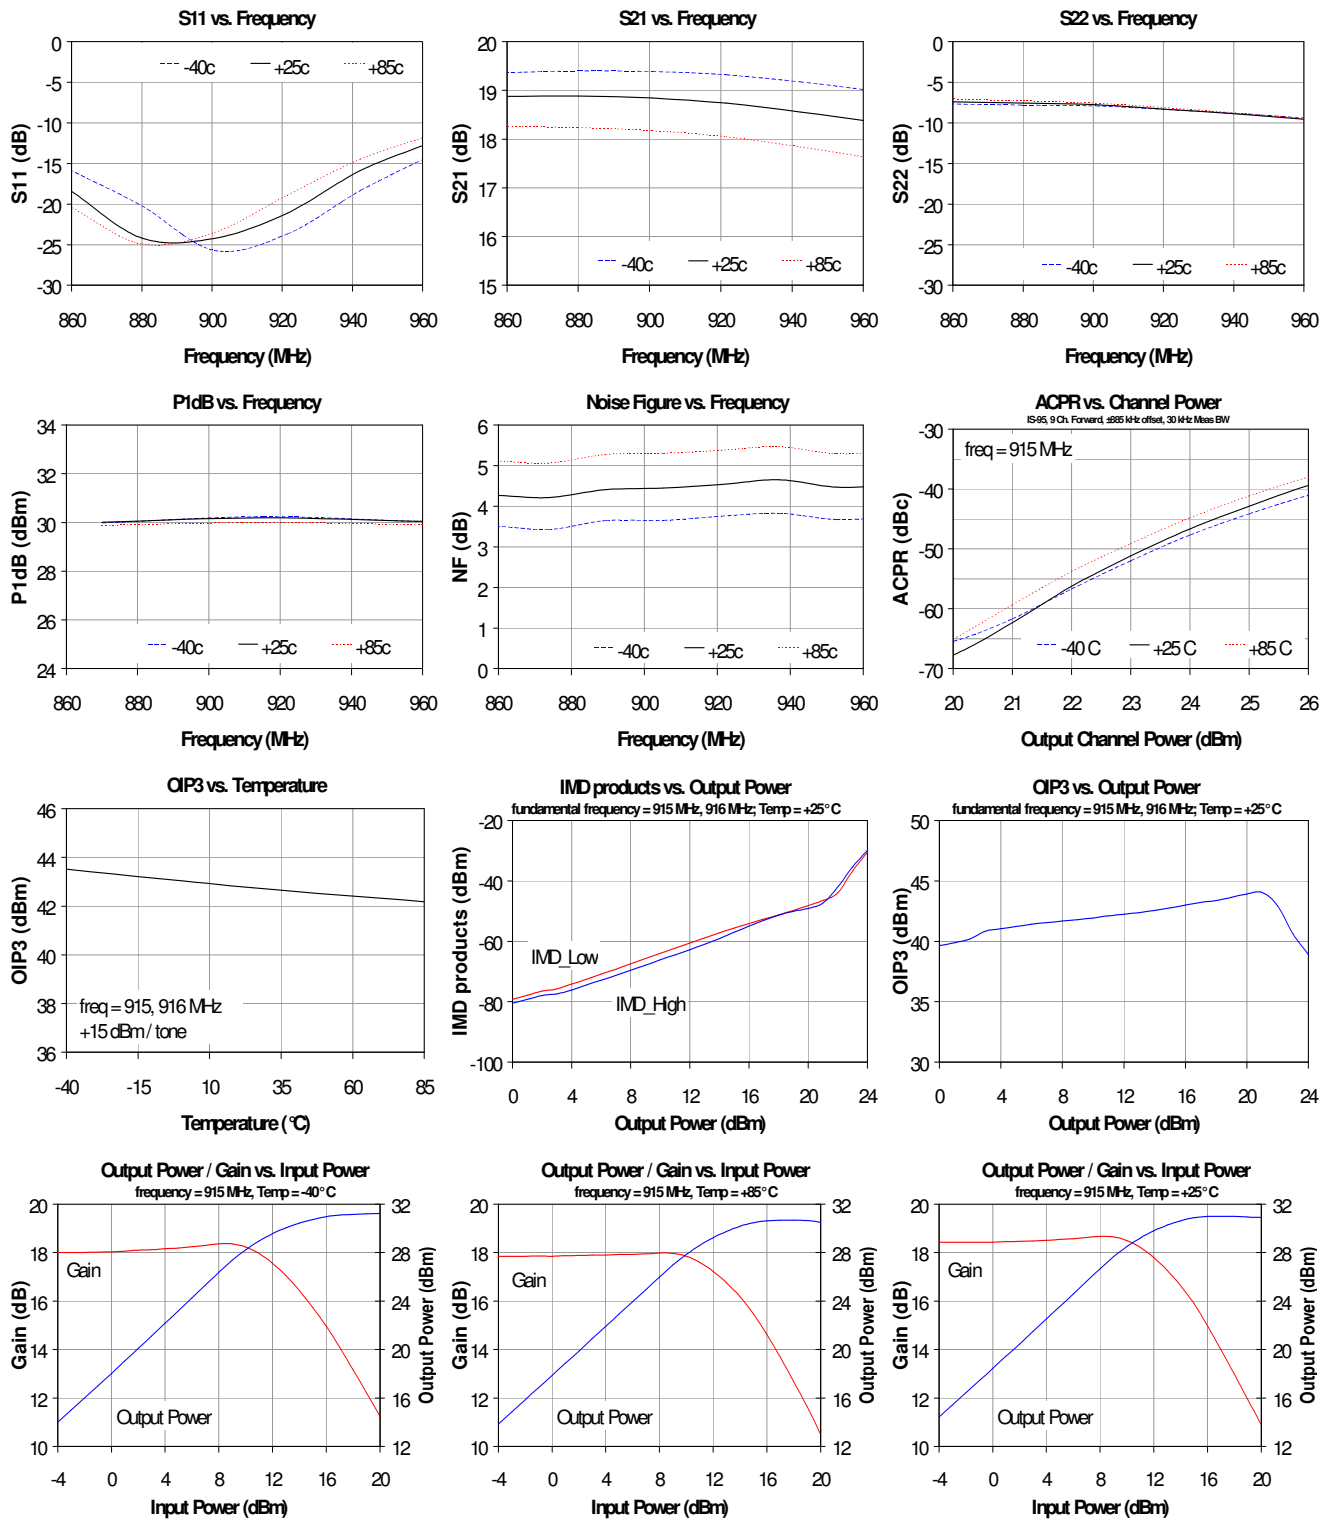 S11 vs. Frequency
0
-5
-10
-15
-20
-25
-30
S11 (dB)
-40c
+25c
+85c
860
880
900
920
940
960
Frequency (MHz)
S21 vs. Frequency
20
19
18
17
16
15
S21 (dB)
-40c
+25c
+85c
860
880
900
920
940
960
Frequency (MHz)
S22 vs. Frequency
0
-5
-10
-15
-20
-25
-30
S22 (dB)
-40c
+25c
+85c
860
880
900
920
940
960
Frequency (MHz)
P1dB vs. Frequency
34
32
30
28
26
24
P1dB (dBm)
-40c
+25c
+85c
860
880
900
920
940
960
Frequency (MHz)
Noise Figure vs. Frequency
6
5
4
3
2
1
0
NF (dB)
-40c
+25c
+85c
860
880
900
920
940
960
Frequency (MHz)
ACPR vs. Channel Power
IS-95, 9 Ch. Forward, ±885 kHz offset, 30 kHz Meas BW
freq = 915 MHz
-30
-40
-50
-60
-70
ACPR (dBc)
-40 C
+25 C
+85 C
20
21
22
23
24
25
26
Output Channel Power (dBm)
OIP3 vs. Temperature
46
44
42
40
38
36
OIP3 (dBm)
freq = 915, 916 MHz
+15 dBm / tone
-40
-15
10
35
60
85
Temperature (°C)
IMD products vs. Output Power
fundamental frequency = 915 MHz, 916 MHz; Temp = +25° C
-20
-40
-60
-80
-100
IMD products (dBm)
IMD_Low
IMD_High
0
4
8
12
16
20
24
Output Power (dBm)
OIP3 vs. Output Power
fundamental frequency = 915 MHz, 916 MHz; Temp = +25° C
50
45
40
35
30
OIP3 (dBm)
0
4
8
12
16
20
24
Output Power (dBm)
Output Power / Gain vs. Input Power
frequency = 915 MHz, Temp = -40° C
20
18
16
14
12
10
Gain (dB)
Gain
Output Power
32
28
24
20
16
12
Output Power (dBm)
-4
0
4
8
12
16
20
Input Power (dBm)
Output Power / Gain vs. Input Power
frequency = 915 MHz, Temp = +85° C
20
18
16
14
12
10
Gain (dB)
Gain
Output Power
32
28
24
20
16
12
Output Power (dBm)
-4
0
4
8
12
16
20
Input Power (dBm)
Output Power / Gain vs. Input Power
frequency = 915 MHz, Temp = +25° C
20
18
16
14
12
10
Gain (dB)
Gain
Output Power
32
28
24
20
16
12
Output Power (dBm)
-4
0
4
8
12
16
20
Input Power (dBm)